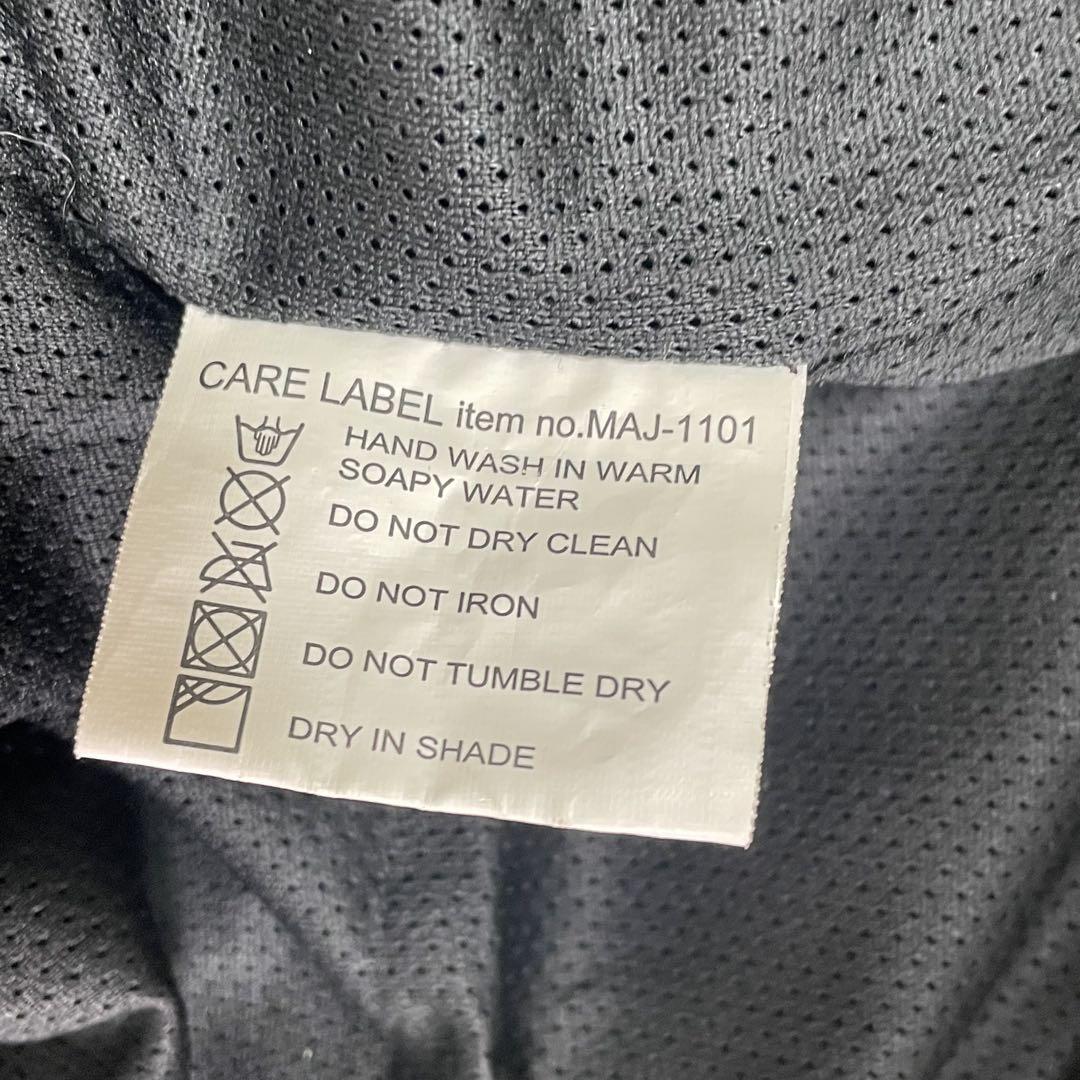 CARE LABEL item no.MAJ-1101
HAND WASH IN WARM
SOAPY WATER
DO NOT DRY CLEAN
DO NOT IRON
DO NOT TUMBLE DRY
DRY IN SHADE